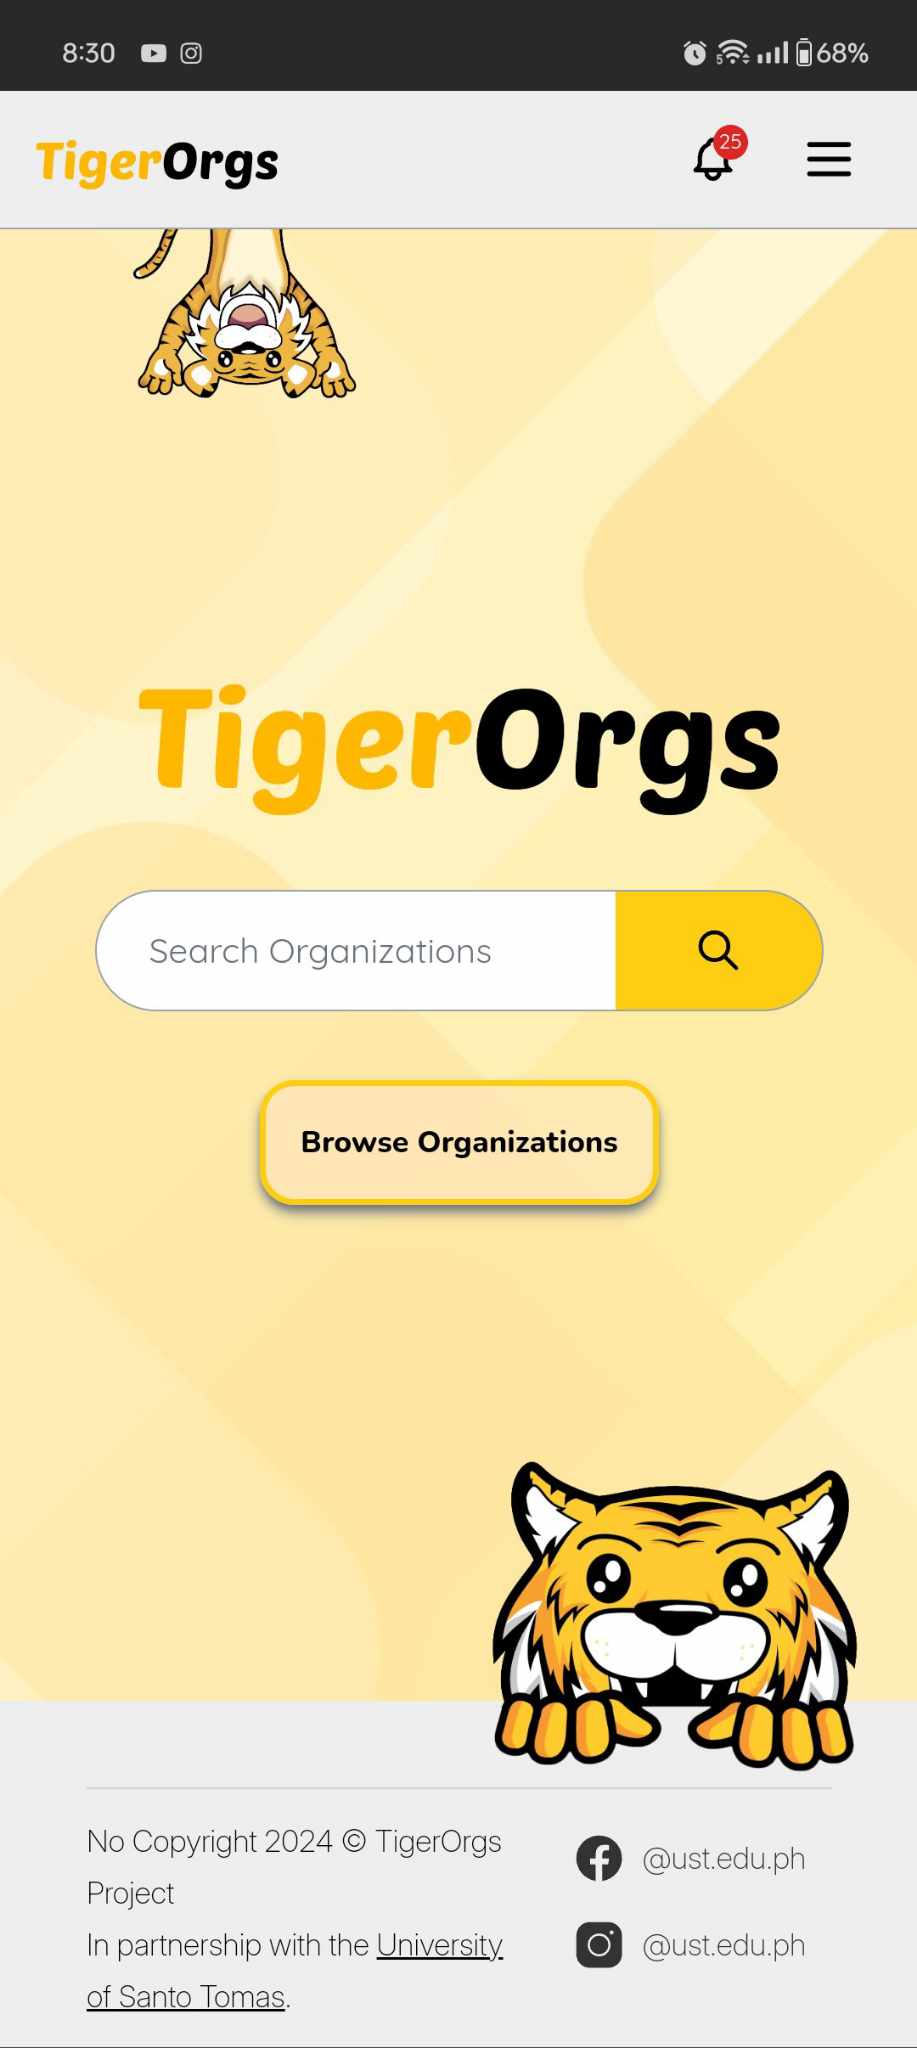 8:30
5
68%
TigerOrgs
25
TigerOrgs
Search Organizations
Browse Organizations
No Copyright 2024 © TigerOrgs
Project
In partnership with the University
of Santo Tomas.
@ust.edu.ph
@ust.edu.ph